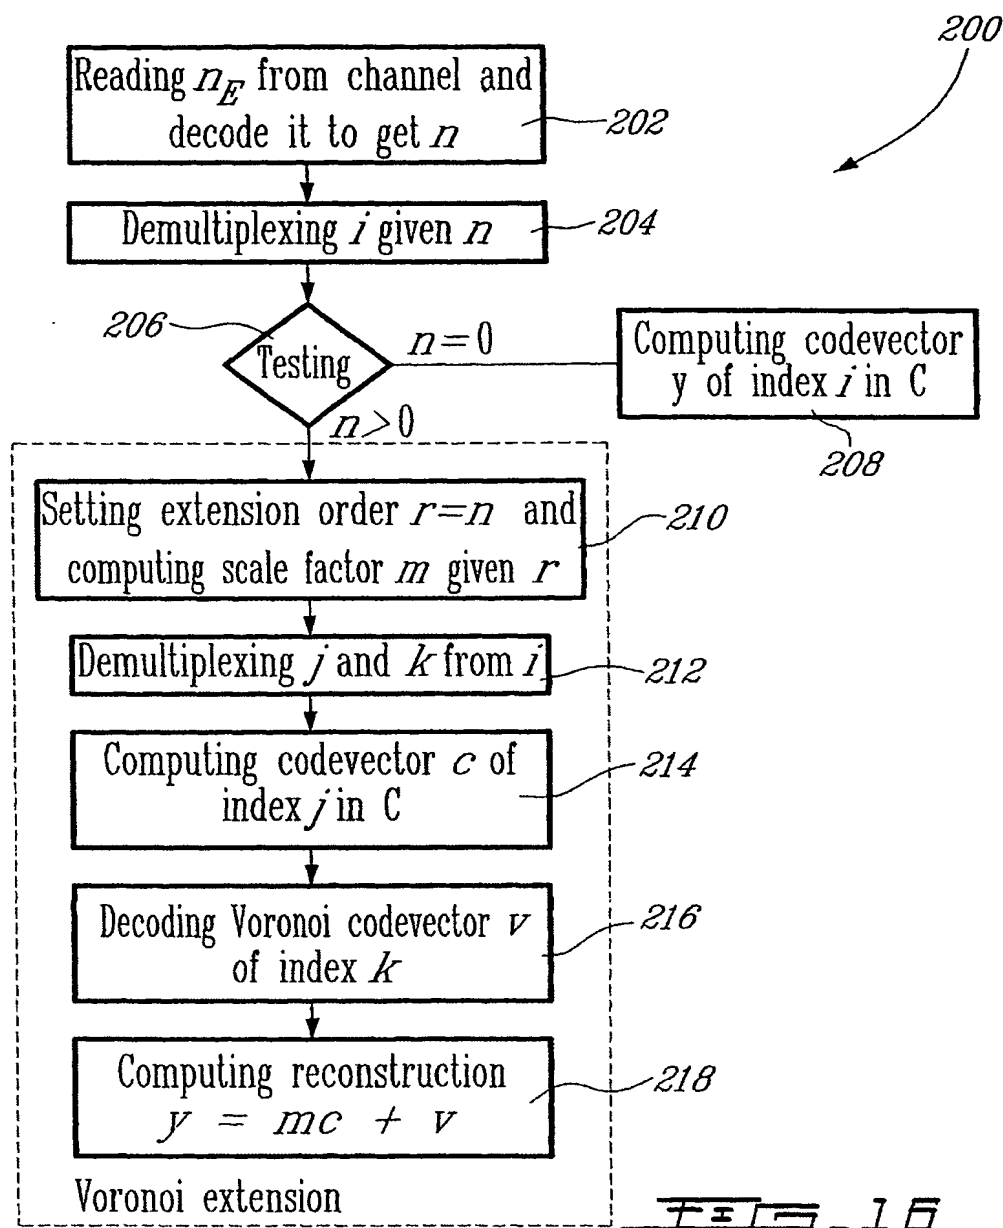 200
Reading n_E from channel and
decode it to get n
202
Demultiplexing i given n
204
206
Testing
n=0
Computing codevector
y of index i in C
208
n>0
Setting extension order r=n and
computing scale factor m given r
210
Demultiplexing j and k from i
212
Computing codevector c of
index j in C
214
Decoding Voronoi codevector v
of index k
216
Computing reconstruction
y = mc + v
218
Voronoi extension
FIG-16